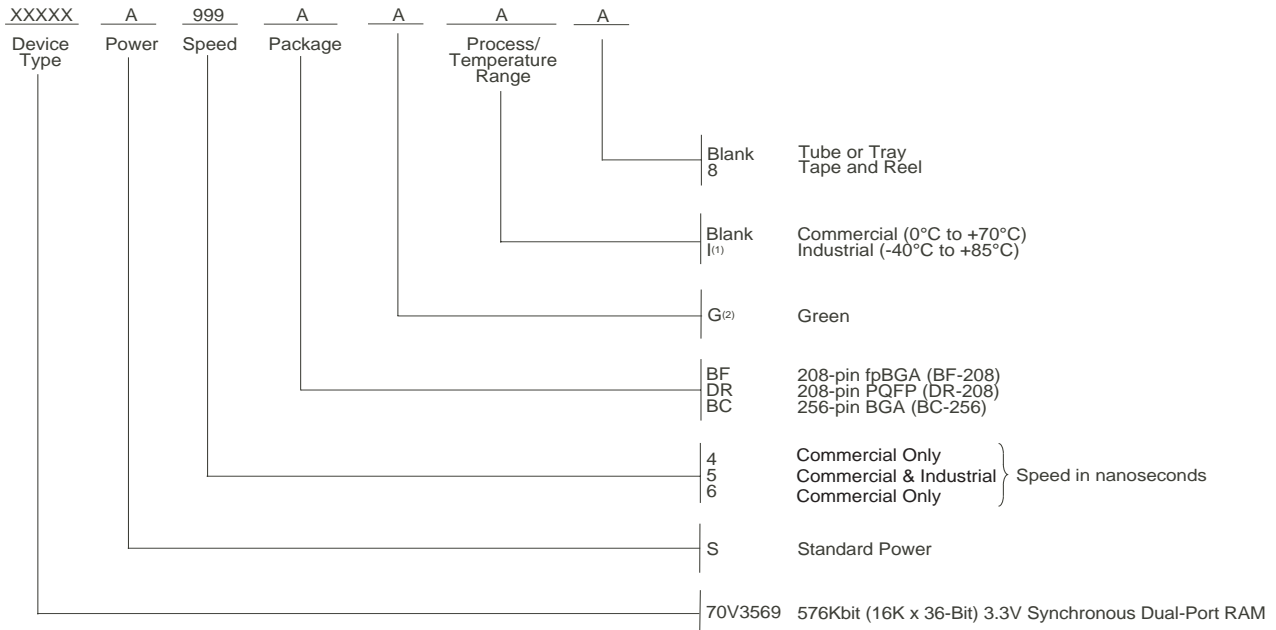 XXXXX A 999 A A A A
Device Type Power Speed Package Process/ Temperature Range
Blank Tube or Tray
8 Tape and Reel
Blank Commercial (0°C to +70°C)
I(1) Industrial (-40°C to +85°C)
G(2) Green
BF 208-pin fpBGA (BF-208)
DR 208-pin PQFP (DR-208)
BC 256-pin BGA (BC-256)
4 Commercial Only
5 Commercial & Industrial Speed in nanoseconds
6 Commercial Only
S Standard Power
70V3569 576Kbit (16K x 36-Bit) 3.3V Synchronous Dual-Port RAM